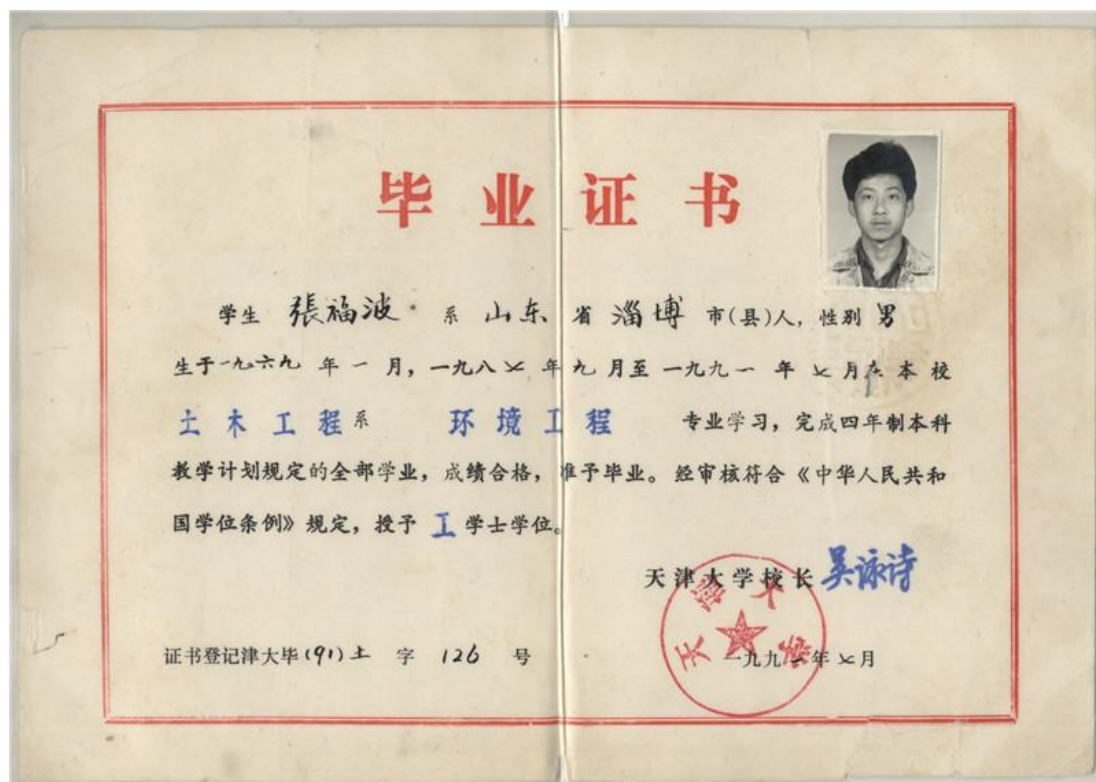 毕业证书
学生 張福波 系 山东 省 淄博 市(县)人, 性别 男
生于一九六九 年 一 月, 一九八七 年 九 月至 一九九一 年 七 月在本校
土木工程系 环境工程 专业学习, 完成四年制本科
教学计划规定的全部学业, 成绩合格, 准予毕业。经审核符合《中华人民共和
国学位条例》规定, 授予 工 学士学位。
天津大学校长 吴咏诗
天津大学
一九九一年七月
证书登记津大毕(91)土 字 126 号